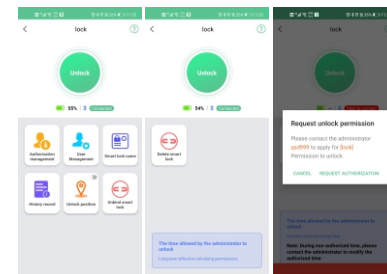 lock
Unlock
55%
Connected
Authorization
management
User
Management
Smart lock name
History record
Unlock position
Unbind smart
lock
lock
Unlock
54%
Connected
Delete smart
lock
The time allowed by the administrator to
unlock
Long-term effective unlocking permissions
lock
Unlock
Request unlock permission
Please contact the administrator
to apply for [lock]
Permission to unlock
CANCEL REQUEST AUTHORIZATION
The time allowed by the administrator to
unlock
Note: During non-authorized time, please
contact the administrator to modify the
authorized time